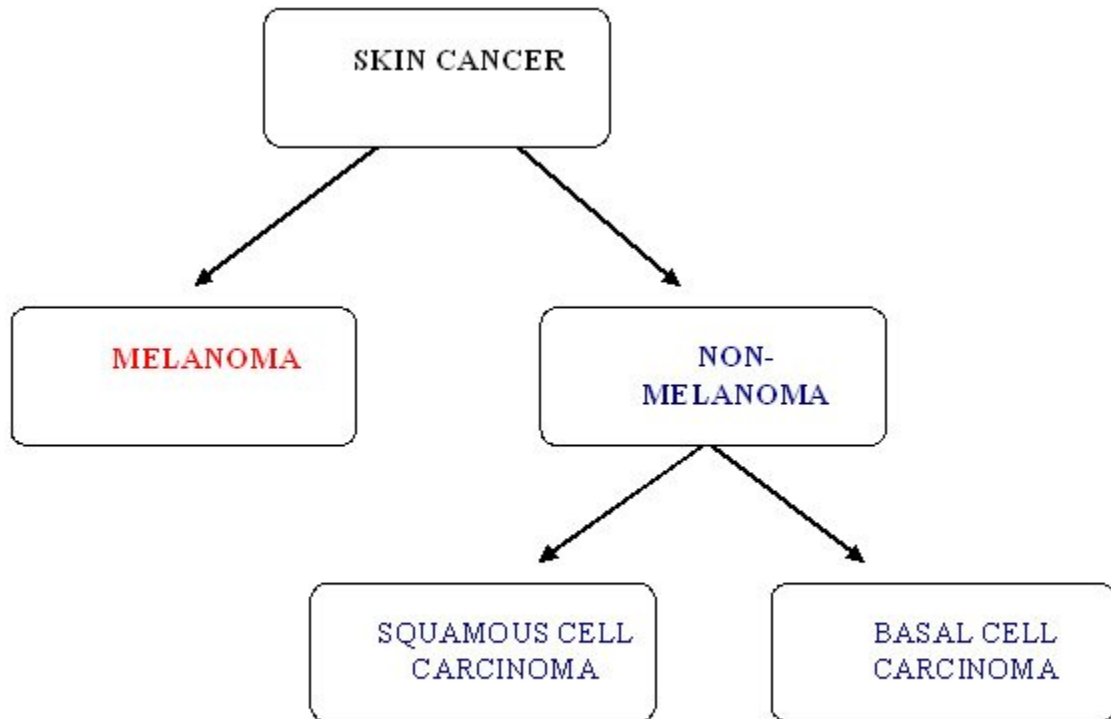 SKIN CANCER
MELANOMA
NON-
MELANOMA
SQUAMOUS CELL
CARCINOMA
BASAL CELL
CARCINOMA